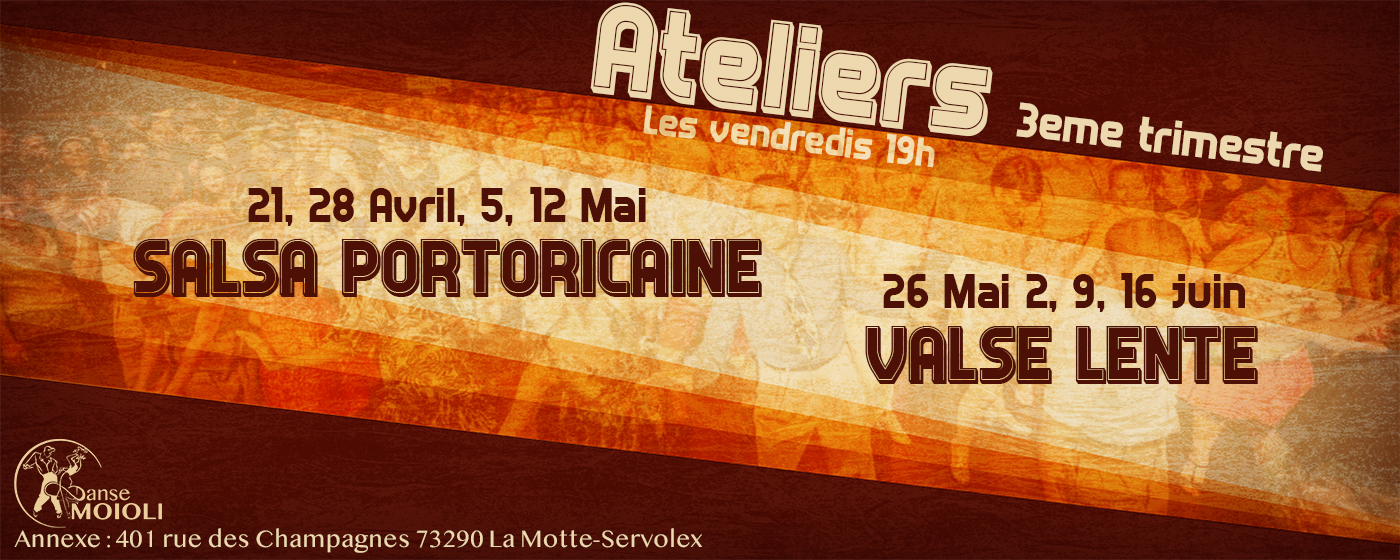 Ateliers
3eme trimestre
Les vendredis 19h
21, 28 Avril, 5, 12 Mai
SALSA PORTORICAINE
26 Mai 2, 9, 16 juin
VALSE LENTE
Danse
MOIOLI
Annexe : 401 rue des Champagnes 73290 La Motte-Servolex